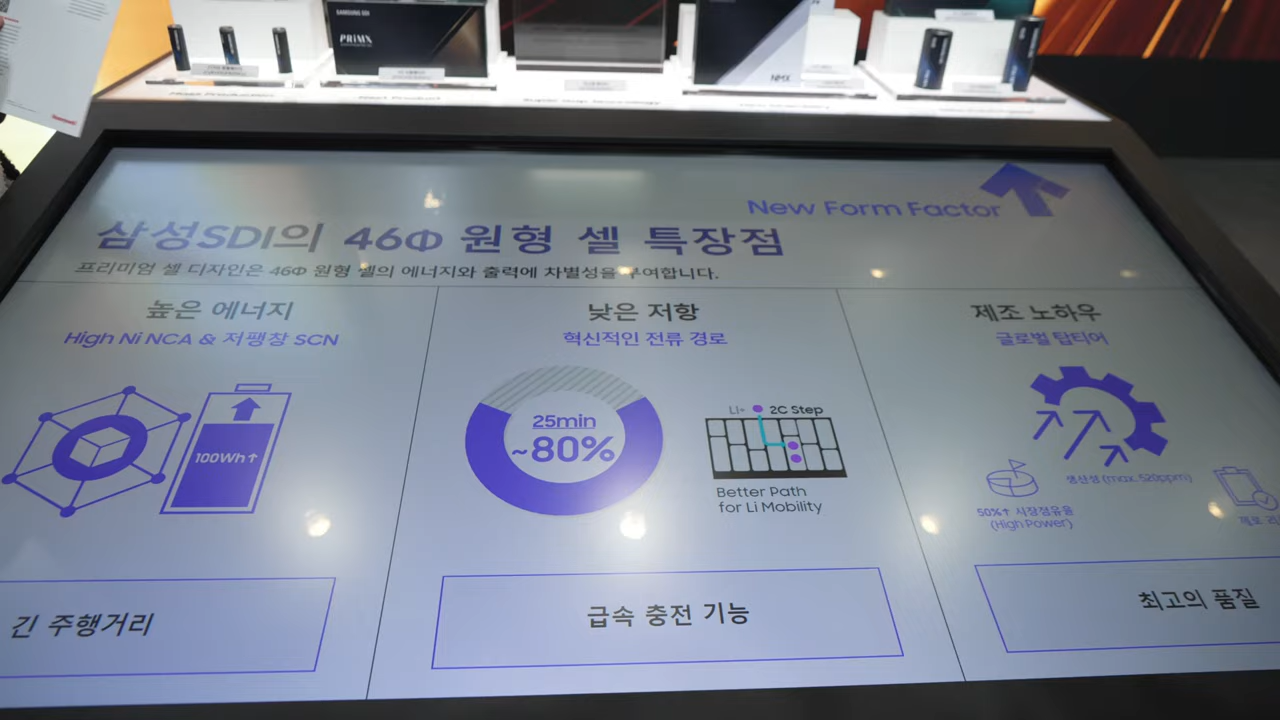 SAMSUNG SDI
PRiMX
NMX
New Form Factor
삼성SDI의 46Φ 원형 셀 특장점
프리미엄 셀 디자인은 46Φ 원형 셀의 에너지와 출력에 차별성을 부여합니다.
높은 에너지
High Ni NCA & 저팽창 SCN
100Wh↑
긴 주행거리
낮은 저항
혁신적인 전류 경로
25min
~80%
Li+ 2C Step
Better Path
for Li Mobility
급속 충전 기능
제조 노하우
글로벌 탑티어
생산성 (max. 520ppm)
50%↑ 시장점유율
(High Power)
제로
최고의 품질